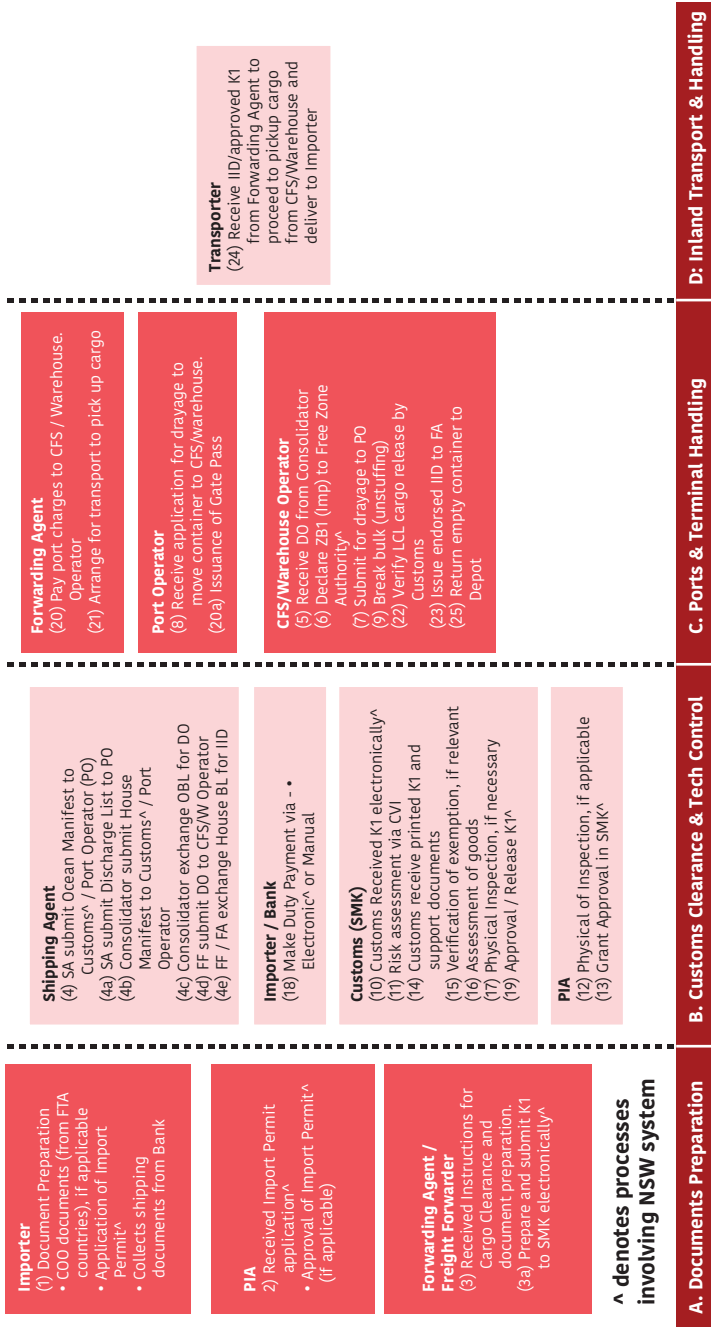 Importer
(1) Document Preparation
• COO documents (from FTA
countries), if applicable
• Application of Import
Permit^
• Collects shipping
documents from Bank
PIA
2) Received Import Permit
application^
• Approval of Import Permit^
(if applicable)
Forwarding Agent /
Freight Forwarder
(3) Received Instructions for
Cargo Clearance and
document preparation.
(3a) Prepare and submit K1
to SMK electronically^
^ denotes processes
involving NSW system
A. Documents Preparation
Shipping Agent
(4) SA submit Ocean Manifest to
Customs^ / Port Operator (PO)
(4a) SA submit Discharge List to PO
(4b) Consolidator submit House
Manifest to Customs^ / Port
Operator
(4c) Consolidator exchange OBL for DO
(4d) FF submit DO to CFS/W Operator
(4e) FF / FA exchange House BL for IID
Importer / Bank
(18) Make Duty Payment via - •
Electronic^ or Manual
Customs (SMK)
(10) Customs Received K1 electronically^
(11) Risk assessment via CVI
(14) Customs receive printed K1 and
support documents
(15) Verification of exemption, if relevant
(16) Assessment of goods
(17) Physical Inspection, if necessary
(19) Approval / Release K1^
PIA
(12) Physical of Inspection, if applicable
(13) Grant Approval in SMK^
B. Customs Clearance & Tech Control
Forwarding Agent
(20) Pay port charges to CFS / Warehouse.
Operator
(21) Arrange for transport to pick up cargo
Port Operator
(8) Receive application for drayage to
move container to CFS/warehouse.
(20a) Issuance of Gate Pass
CFS/Warehouse Operator
(5) Receive DO from Consolidator
(6) Declare ZB1 (Imp) to Free Zone
Authority^
(7) Submit for drayage to PO
(9) Break bulk (unstuffing)
(22) Verify LCL cargo release by
Customs
(23) Issue endorsed IID to FA
(25) Return empty container to
Depot
C. Ports & Terminal Handling
Transporter
(24) Receive IID/approved K1
from Forwarding Agent to
proceed to pickup cargo
from CFS/Warehouse and
deliver to Importer
D: Inland Transport & Handling